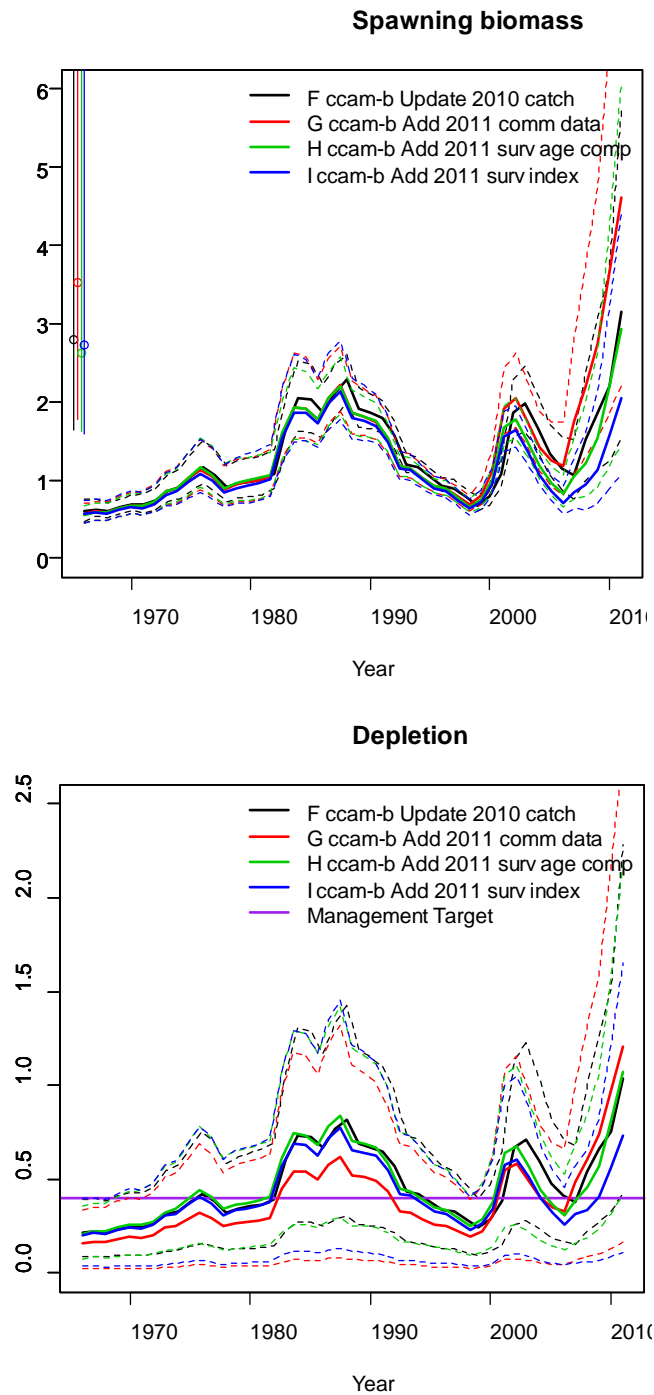 Spawning biomass
6
5
4
3
2
1
0
F ccam-b Update 2010 catch
G ccam-b Add 2011 comm data
H ccam-b Add 2011 surv age comp
I ccam-b Add 2011 surv index
1970 1980 1990 2000 2010
Year
Depletion
2.5
2.0
1.5
1.0
0.5
0.0
F ccam-b Update 2010 catch
G ccam-b Add 2011 comm data
H ccam-b Add 2011 surv age comp
I ccam-b Add 2011 surv index
Management Target
1970 1980 1990 2000 2010
Year